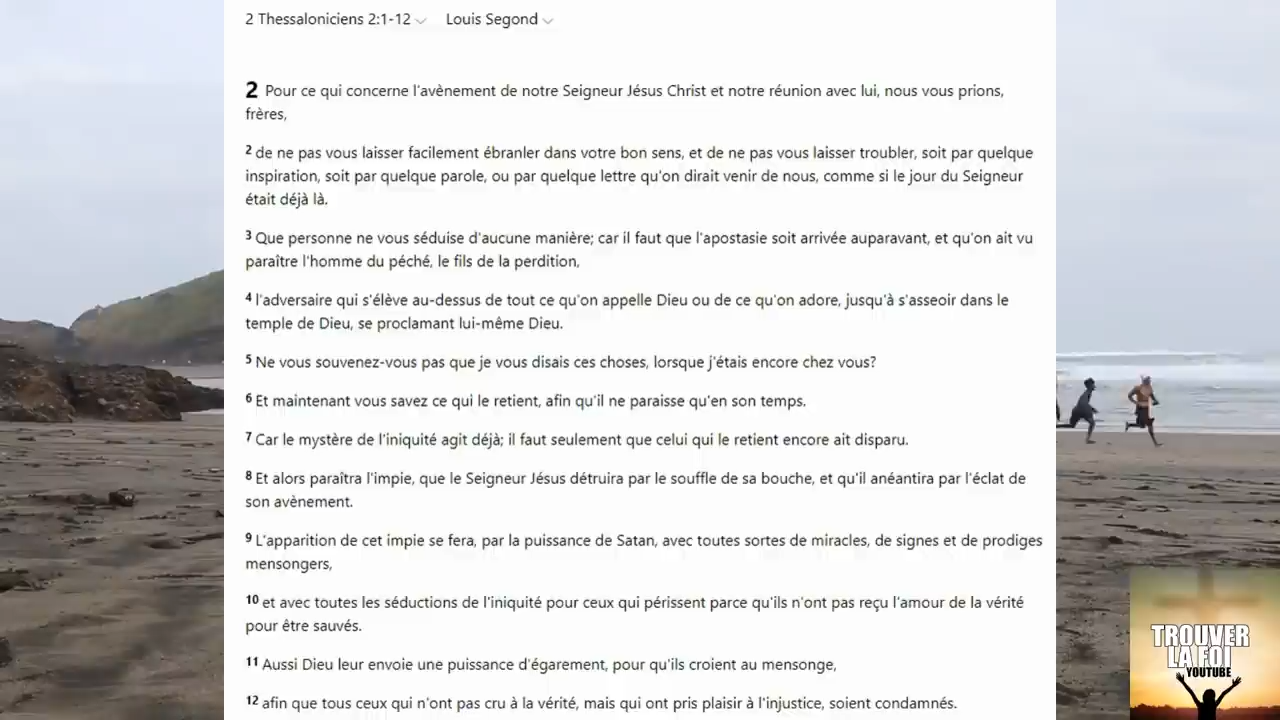 2 Thessaloniciens 2:1-12 Louis Segond
2 Pour ce qui concerne l'avènement de notre Seigneur Jésus Christ et notre réunion avec lui, nous vous prions,
frères,
2 de ne pas vous laisser facilement ébranler dans votre bon sens, et de ne pas vous laisser troubler, soit par quelque
inspiration, soit par quelque parole, ou par quelque lettre qu'on dirait venir de nous, comme si le jour du Seigneur
était déjà là.
3 Que personne ne vous séduise d'aucune manière; car il faut que l'apostasie soit arrivée auparavant, et qu'on ait vu
paraître l'homme du péché, le fils de la perdition,
4 l'adversaire qui s'élève au-dessus de tout ce qu'on appelle Dieu ou de ce qu'on adore, jusqu'à s'asseoir dans le
temple de Dieu, se proclamant lui-même Dieu.
5 Ne vous souvenez-vous pas que je vous disais ces choses, lorsque j'étais encore chez vous?
6 Et maintenant vous savez ce qui le retient, afin qu'il ne paraisse qu'en son temps.
7 Car le mystère de l'iniquité agit déjà; il faut seulement que celui qui le retient encore ait disparu.
8 Et alors paraîtra l'impie, que le Seigneur Jésus détruira par le souffle de sa bouche, et qu'il anéantira par l'éclat de
son avènement.
9 L'apparition de cet impie se fera, par la puissance de Satan, avec toutes sortes de miracles, de signes et de prodiges
mensongers,
10 et avec toutes les séductions de l'iniquité pour ceux qui périssent parce qu'ils n'ont pas reçu l'amour de la vérité
pour être sauvés.
11 Aussi Dieu leur envoie une puissance d'égarement, pour qu'ils croient au mensonge,
12 afin que tous ceux qui n'ont pas cru à la vérité, mais qui ont pris plaisir à l'injustice, soient condamnés.
TROUVER
LA FOI
YOUTUBE